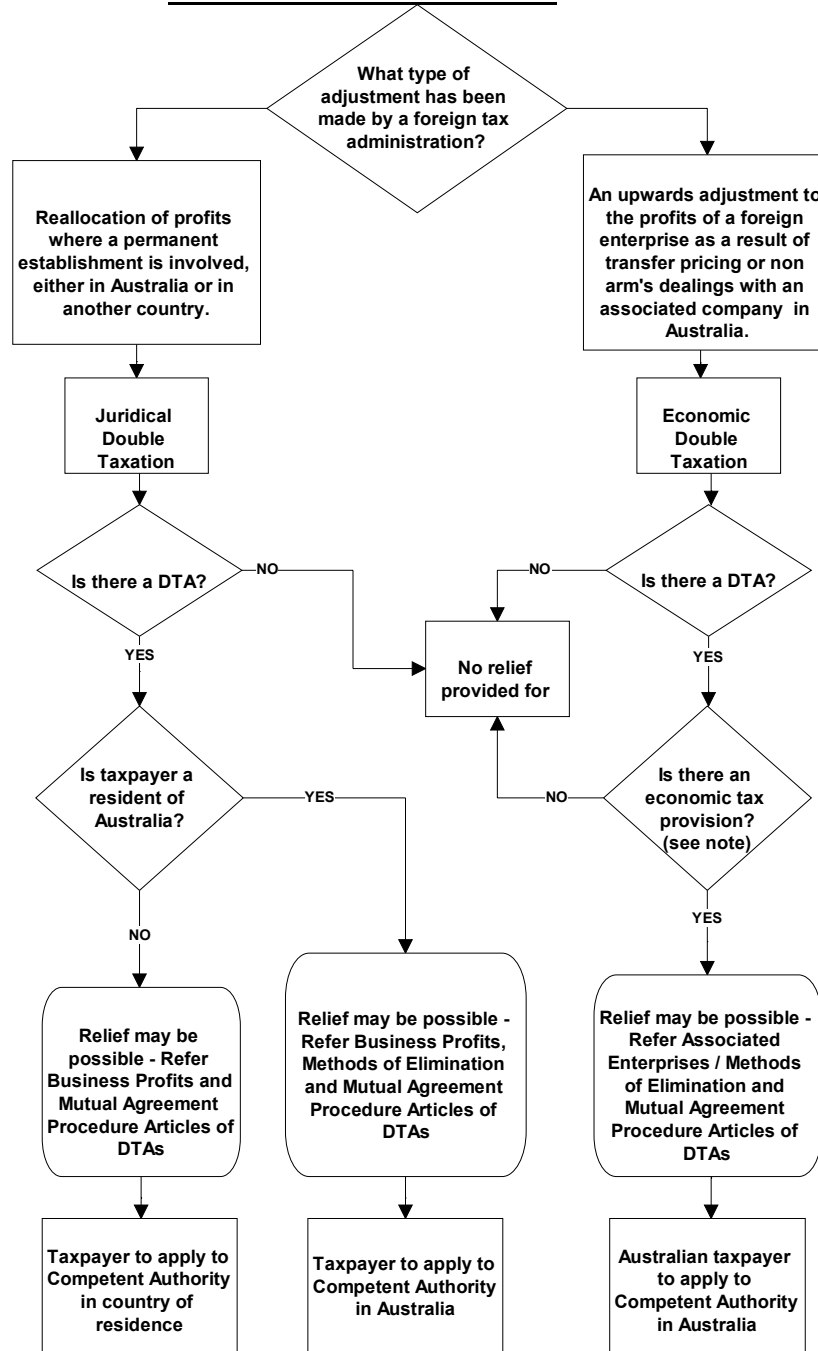 What type of
adjustment has been
made by a foreign tax
administration?
Reallocation of profits
where a permanent
establishment is involved,
either in Australia or in
another country.
An upwards adjustment to
the profits of a foreign
enterprise as a result of
transfer pricing or non
arm's dealings with an
associated company in
Australia.
Juridical
Double
Taxation
Economic
Double
Taxation
Is there a DTA?
NO
NO
Is there a DTA?
YES
No relief
provided for
YES
Is taxpayer a
resident of
Australia?
YES
NO
Is there an
economic tax
provision?
(see note)
NO
YES
Relief may be
possible - Refer
Business Profits and
Mutual Agreement
Procedure Articles of
DTAs
Relief may be possible -
Refer Business Profits,
Methods of Elimination
and Mutual Agreement
Procedure Articles of
DTAs
Relief may be possible -
Refer Associated
Enterprises / Methods
of Elimination and
Mutual Agreement
Procedure Articles of
DTAs
Taxpayer to apply to
Competent Authority
in country of
residence
Taxpayer to apply to
Competent Authority
in Australia
Australian taxpayer
to apply to
Competent Authority
in Australia